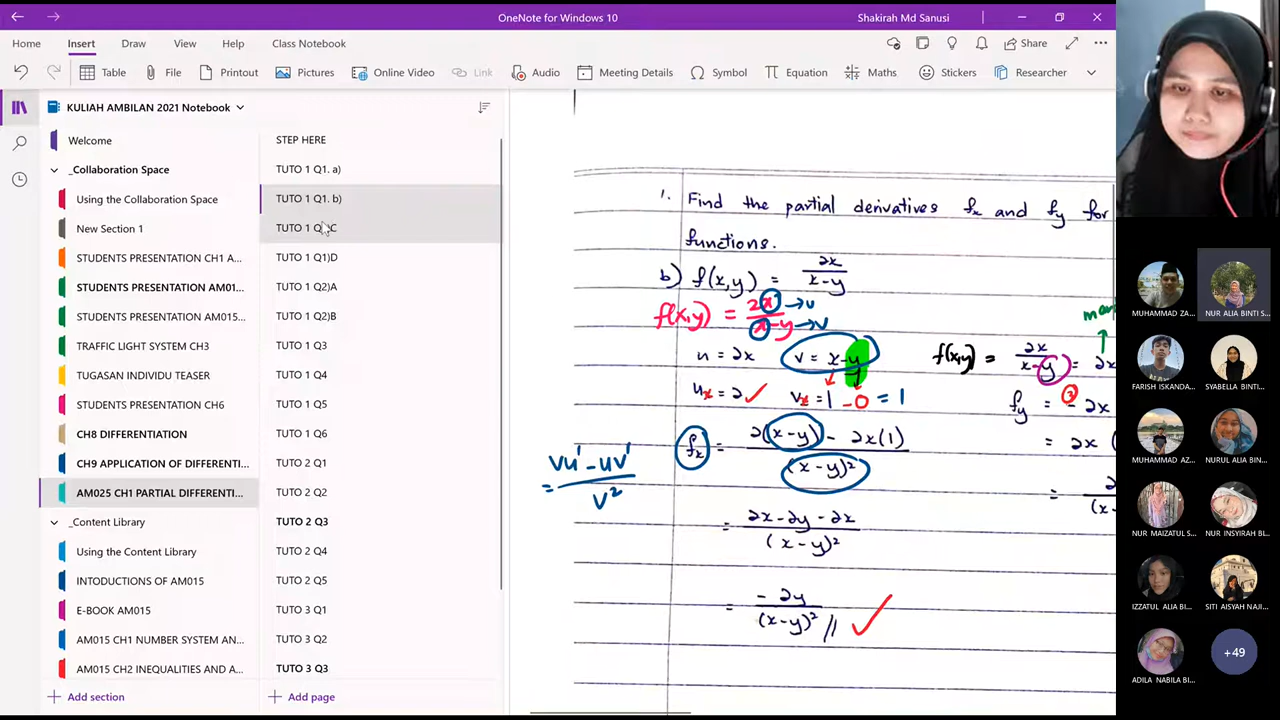 OneNote for Windows 10
Shakirah Md Sanusi
Home Insert Draw View Help Class Notebook
Share
Table File Printout Pictures Online Video Link Audio Meeting Details Symbol Equation Maths Stickers Researcher
KULIAH AMBILAN 2021 Notebook
Welcome
_Collaboration Space
Using the Collaboration Space
New Section 1
STUDENTS PRESENTATION CH1 A...
STUDENTS PRESENTATION AM01...
STUDENTS PRESENTATION AM015...
TRAFIC LIGT SYSTEM CH3
TUGASAN MINGGU TEASER
STUDENTS PRESENTATION CH6
CH8 DIFFERENTIATION
CH9 APPLICATION OF DIFFERENTI...
AM025 CH1 PARTIAL DIFFERENTI...
_Content Library
Using the Content Library
INTODUCTIONS OF AM015
E-BOOK AM015
AM015 CH1 NUMBER SYSTEM AN...
AM015 CH2 INEQUALITIES AND A...
Add section
STEP HERE
TUTO 1 Q1. a)
TUTO 1 Q1. b)
TUTO 1 Q C
TUTO 1 Q1)D
TUTO 1 Q2)A
TUTO 1 Q2)B
TUTO 1 Q3
TUTO 1 Q4
TUTO 1 Q5
TUTO 1 Q6
TUTO 2 Q1
TUTO 2 Q2
TUTO 2 Q3
TUTO 2 Q4
TUTO 2 Q5
TUTO 3 Q1
TUTO 3 Q2
TUTO 3 Q3
Add page
1. Find the partial derivatives fx and fy for
functions.
b) f(x,y) = 2x / x-y
f(x,y) = 2x → u / x-y → v
u = 2x v = x-y
ux = 2 vx = 1 - 0 = 1
fx = 2(x-y) - 2x(1) / (x-y)²
= vu' - uv' / v²
= 2x - 2y - 2x / (x-y)²
= -2y / (x-y)² //
f(x,y) = 2x / x-y = 2x
fy = - 2x
= 2x (
MUHAMMAD ZA...
NUR ALIA BINTI S...
FARISH ISKANDA...
SYABELLA BINTI...
MUHAMMAD AZ...
NURUL ALIA BIN...
NUR MAIZATUL S...
NUR INSYIRAH BI...
IZZATUL ALIA BI...
SITI AISYAH NAJI...
ADILA NABILA BI...
+49